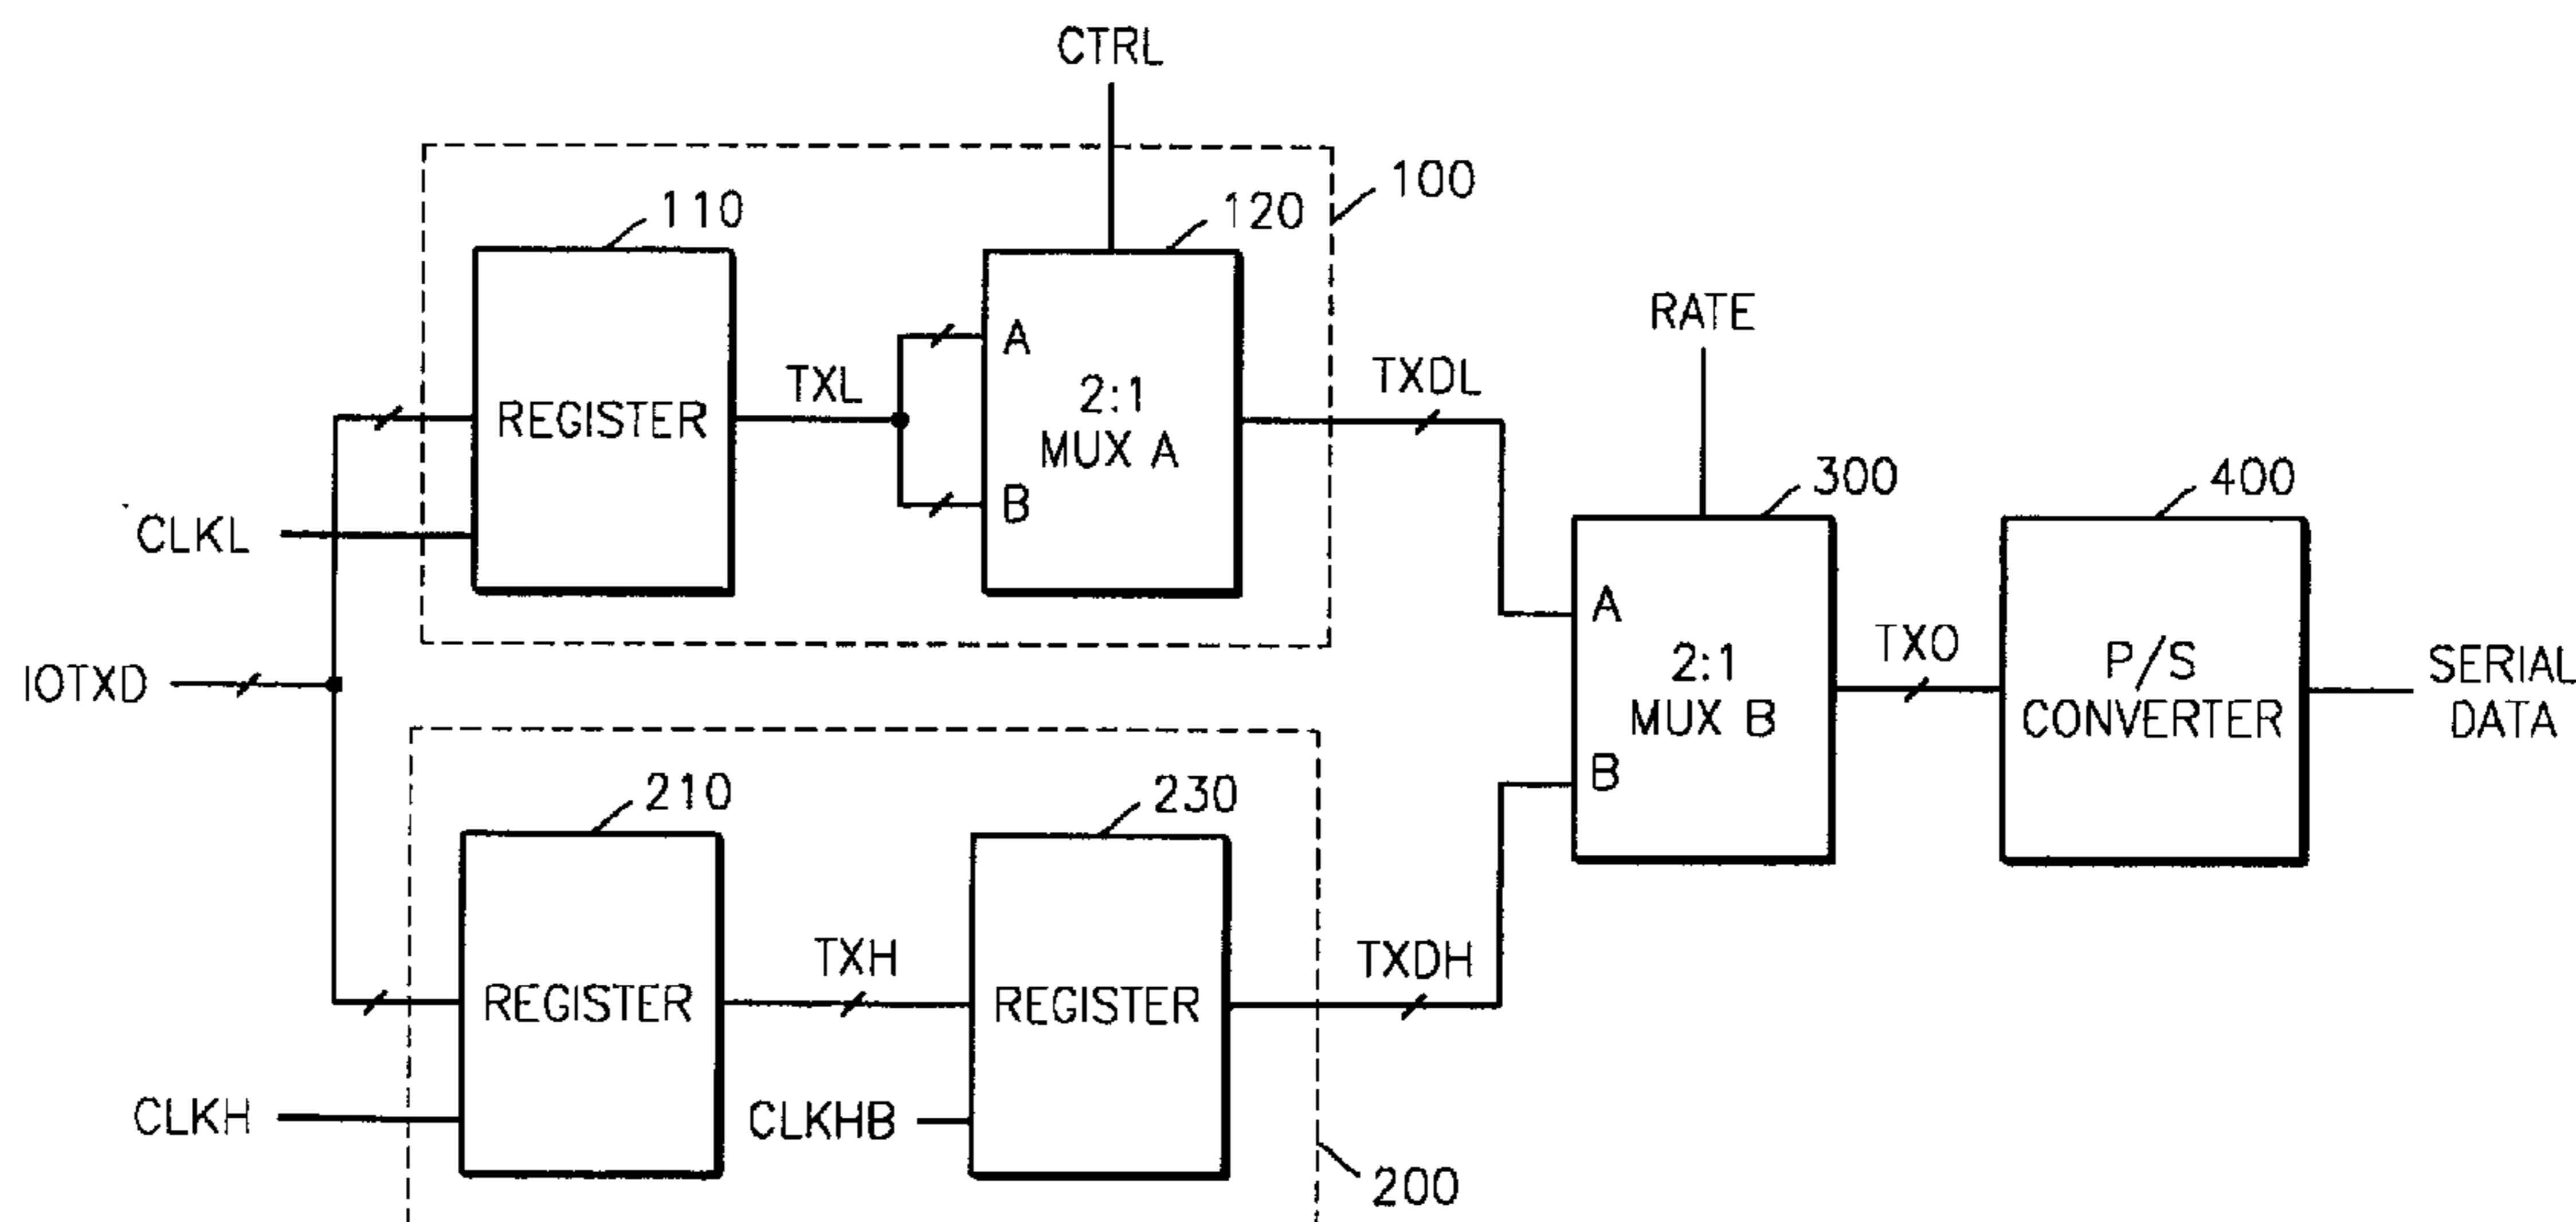 CTRL
100
110
120
RATE
A
TXL
2:1
MUX A
TXDL
REGISTER
B
CLKL
300
400
A
IOTXD
2:1
MUX B
TXO
P/S
CONVERTER
SERIAL
DATA
B
210
230
TXH
TXDH
REGISTER
REGISTER
CLKH
CLKHB
200